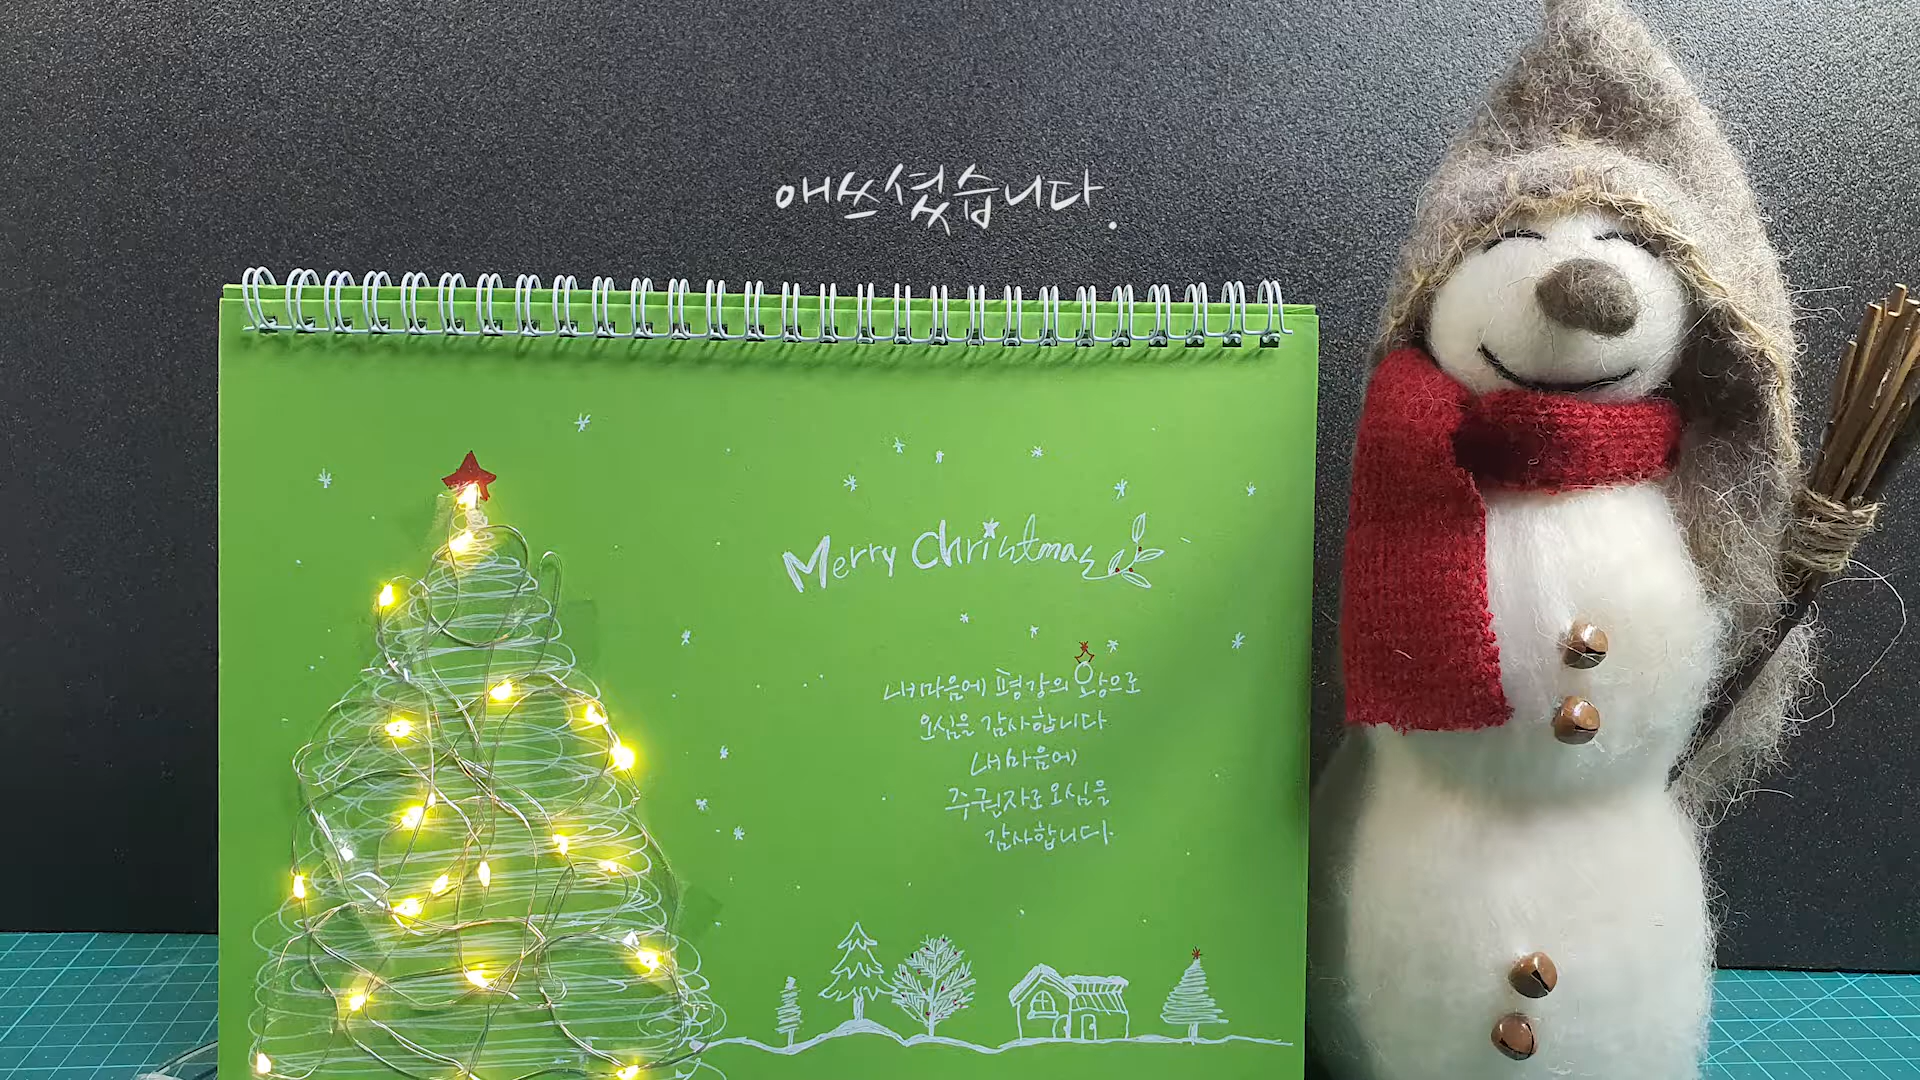 애쓰셨습니다.
Merry Christmas
내마음에 평강의 왕으로
오심을 감사합니다
내마음에
주권자로 오심을
감사합니다.